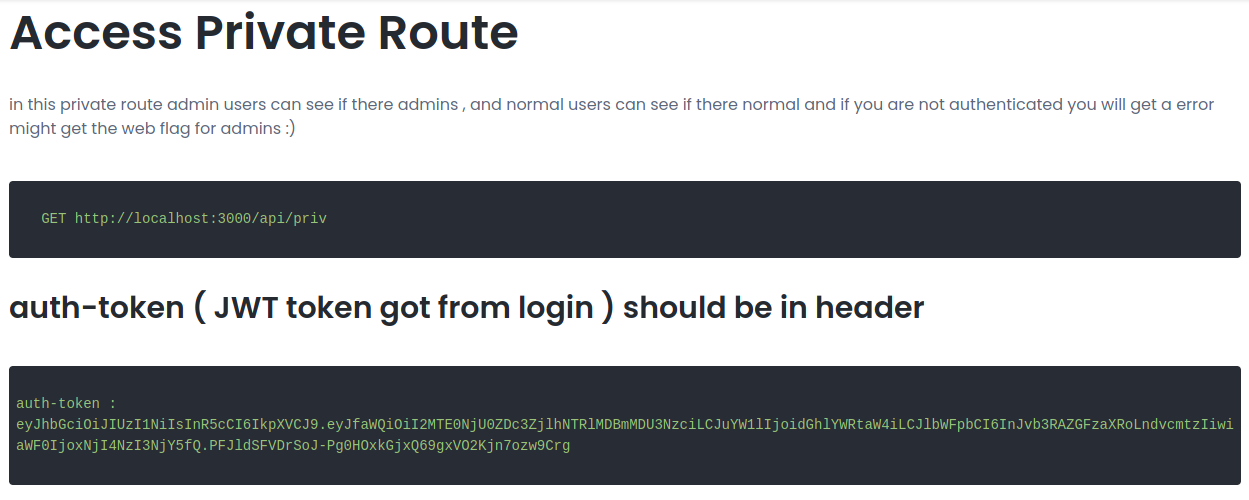 Access Private Route
in this private route admin users can see if there admins , and normal users can see if there normal and if you are not authenticated you will get a error
might get the web flag for admins :)
GET http://localhost:3000/api/priv
auth-token ( JWT token got from login ) should be in header
auth-token :
eyJhbGciOiJIUzI1NiIsInR5cCI6IkpXVCJ9.eyJfaWQiOiI2MTE0NjU0ZDc3ZjlhNTRlMDBmMDU3NzciLCJuYW1lIjoidGhlYWRtaW4iLCJlbWFpbCI6InJvb3RAZGFzaXRoLndvcmtzIiwi
aWF0IjoxNjI4NzI3NjY5fQ.PFJldSFVDrSoJ-Pg0HOxkGjxQ69gxVO2Kjn7ozw9Crg